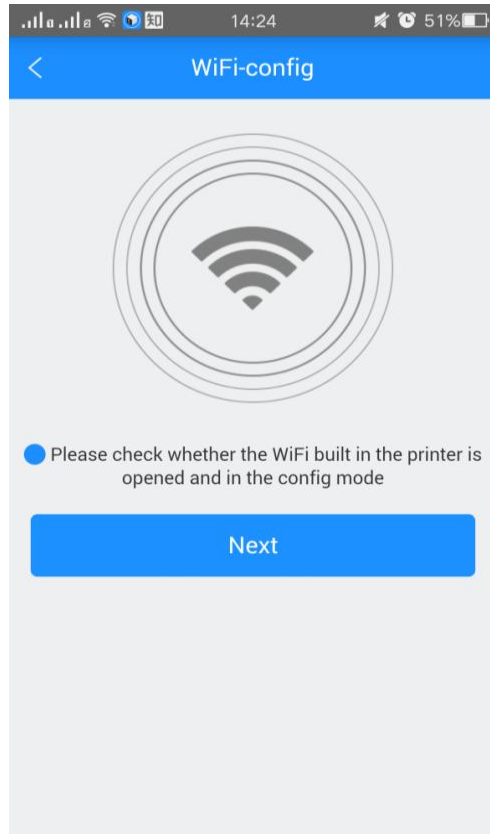 知 14:24 51%
WiFi-config
Please check whether the WiFi built in the printer is
opened and in the config mode
Next